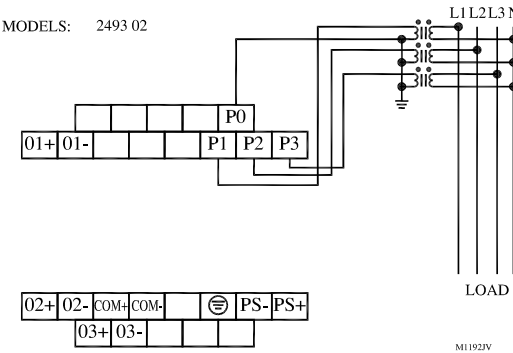 L1 L2 L3 N
MODELS: 2493 02
P0
01+ 01- P1 P2 P3
02+ 02- COM+ COM- PS- PS+
LOAD
03+ 03-
M1192JV